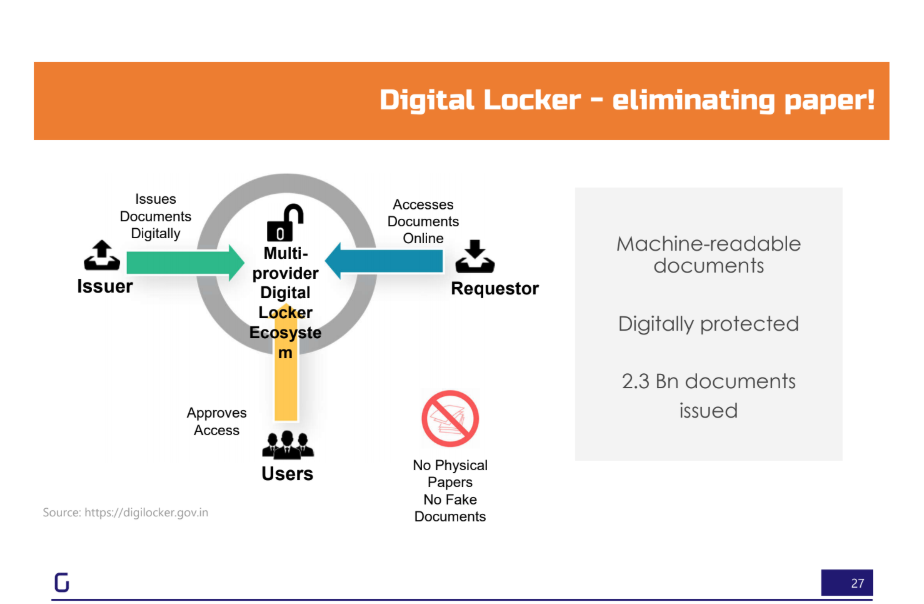 Digital Locker - eliminating paper!
Issues
Documents
Digitally
Issuer
0
Multi-
provider
Digital
Locker
Ecosyste
m
Accesses
Documents
Online
Requestor
Approves
Access
Users
No Physical
Papers
No Fake
Documents
Machine-readable
documents
Digitally protected
2.3 Bn documents
issued
Source: https://digilocker.gov.in
G
27